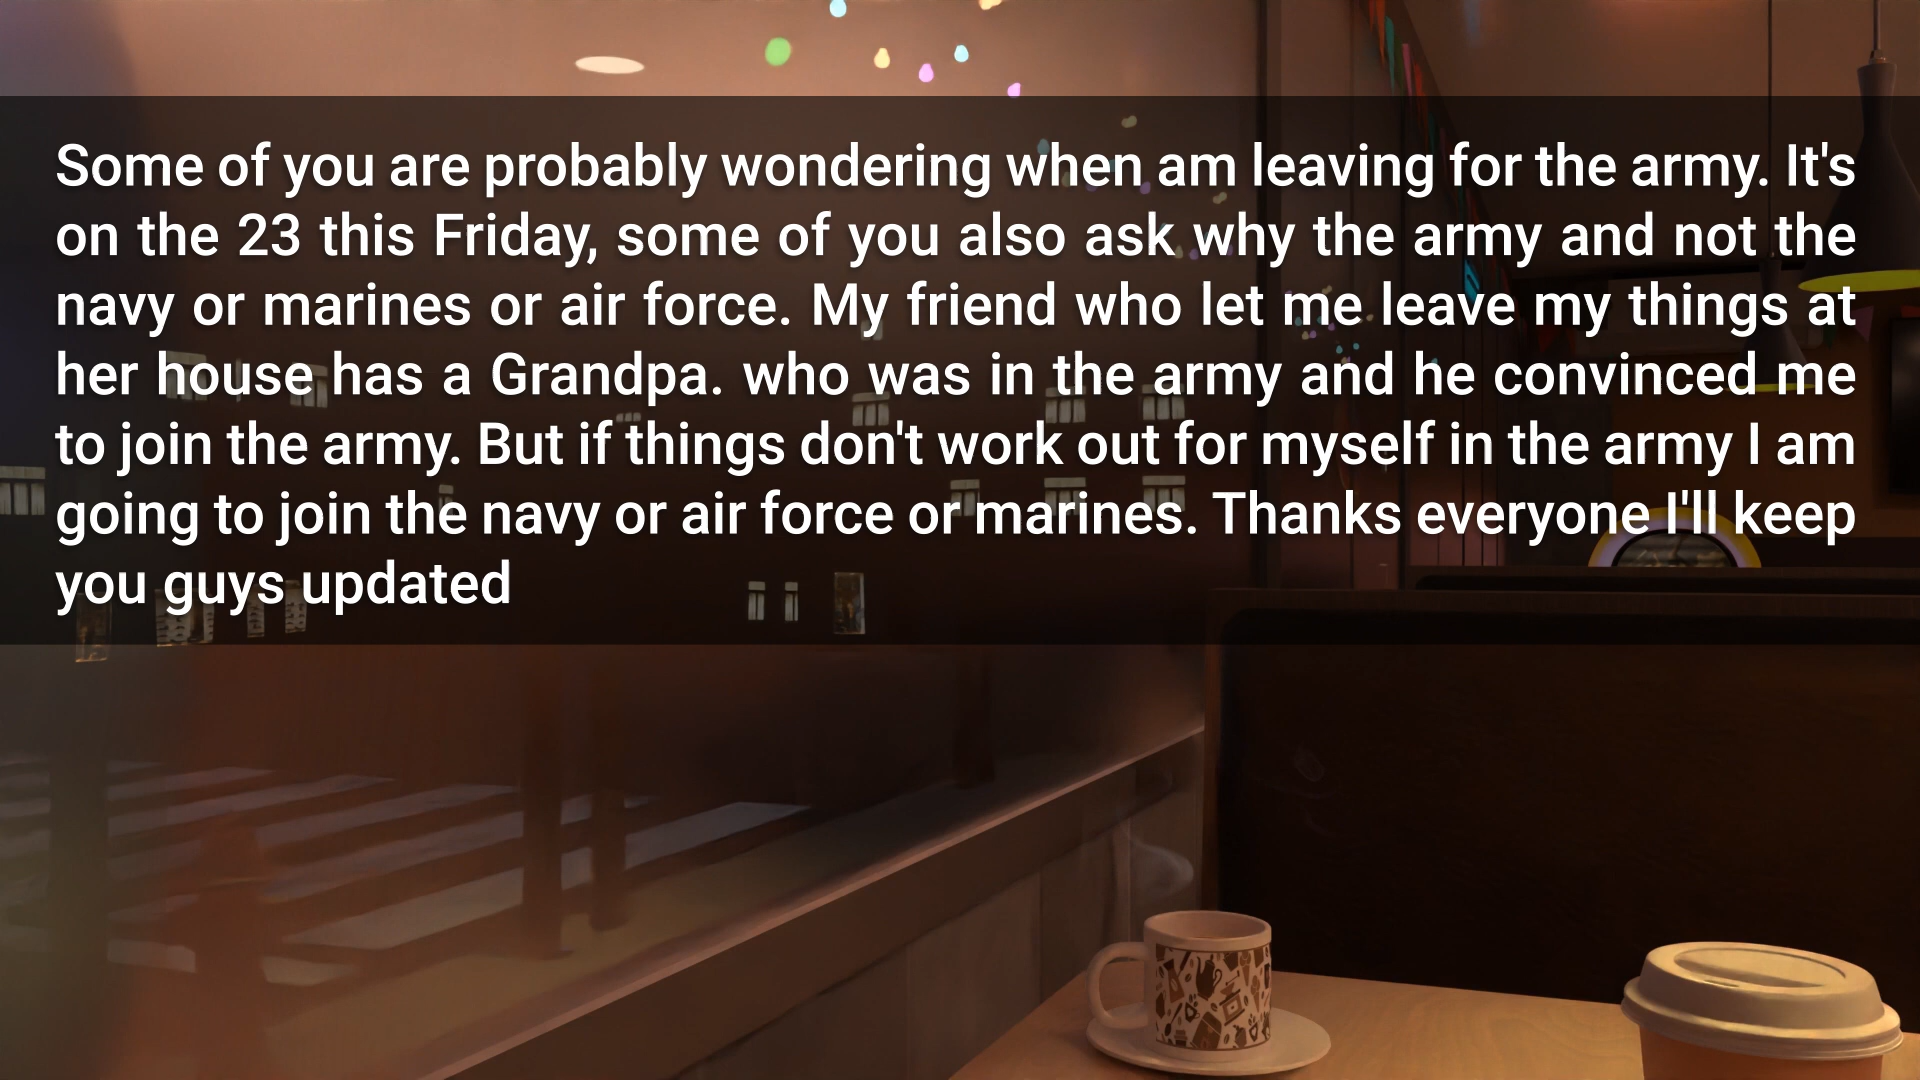 Some of you are probably wondering when am leaving for the army. It's
on the 23 this Friday, some of you also ask why the army and not the
navy or marines or air force. My friend who let me leave my things at
her house has a Grandpa. who was in the army and he convinced me
to join the army. But if things don't work out for myself in the army I am
going to join the navy or air force or marines. Thanks everyone I'll keep
you guys updated